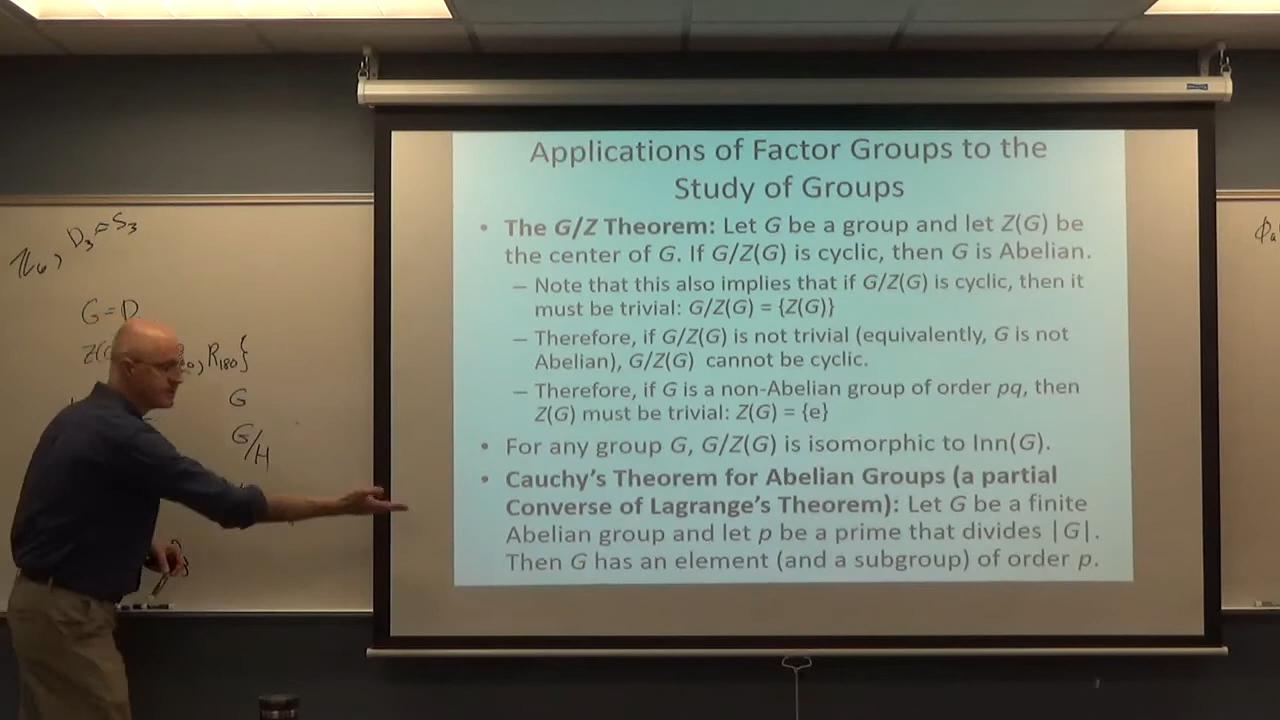 Applications of Factor Groups to the
Study of Groups
• The G/Z Theorem: Let G be a group and let Z(G) be
the center of G. If G/Z(G) is cyclic, then G is Abelian.
– Note that this also implies that if G/Z(G) is cyclic, then it
must be trivial: G/Z(G) = {Z(G)}
– Therefore, if G/Z(G) is not trivial (equivalently, G is not
Abelian), G/Z(G) cannot be cyclic.
– Therefore, if G is a non-Abelian group of order pq, then
Z(G) must be trivial: Z(G) = {e}
• For any group G, G/Z(G) is isomorphic to Inn(G).
• Cauchy's Theorem for Abelian Groups (a partial
Converse of Lagrange's Theorem): Let G be a finite
Abelian group and let p be a prime that divides |G|.
Then G has an element (and a subgroup) of order p.
ℤ₆, D₃≈S₃
G=D
R₁₈₀}
G
G/H